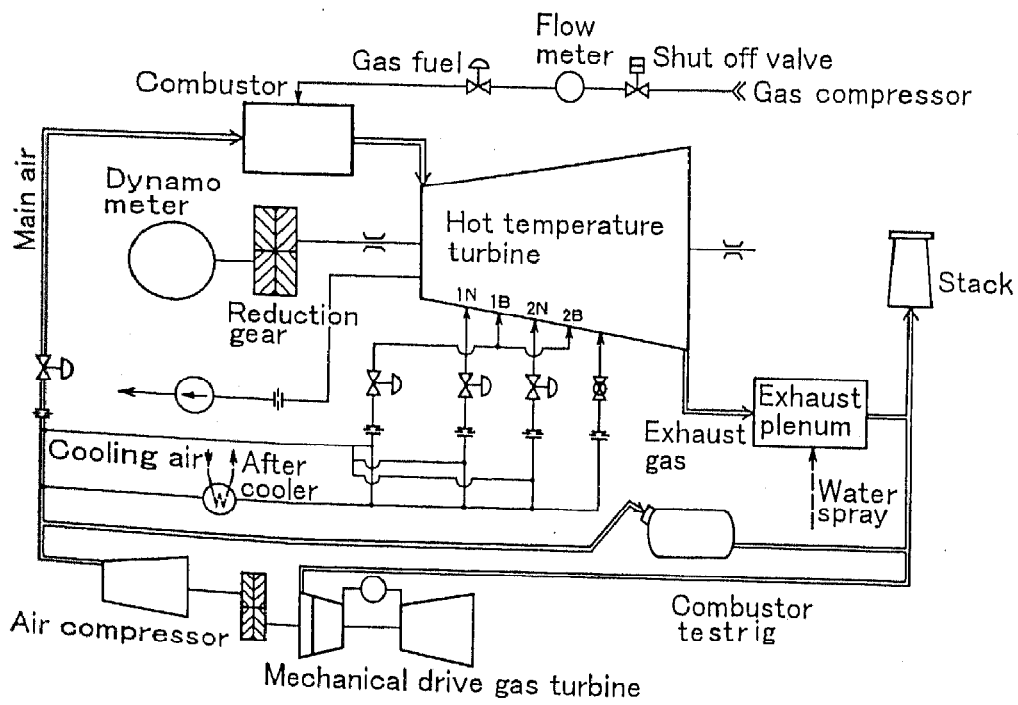 Flow
meter
Gas fuel
Shut off valve
Combustor
Gas compressor
Main air
Dynamo
meter
Hot temperature
turbine
Reduction
gear
1N
1B
2N
2B
Stack
Exhaust
plenum
Exhaust
gas
Cooling air
After
cooler
Water
spray
Air compressor
Combustor
testrig
Mechanical drive gas turbine